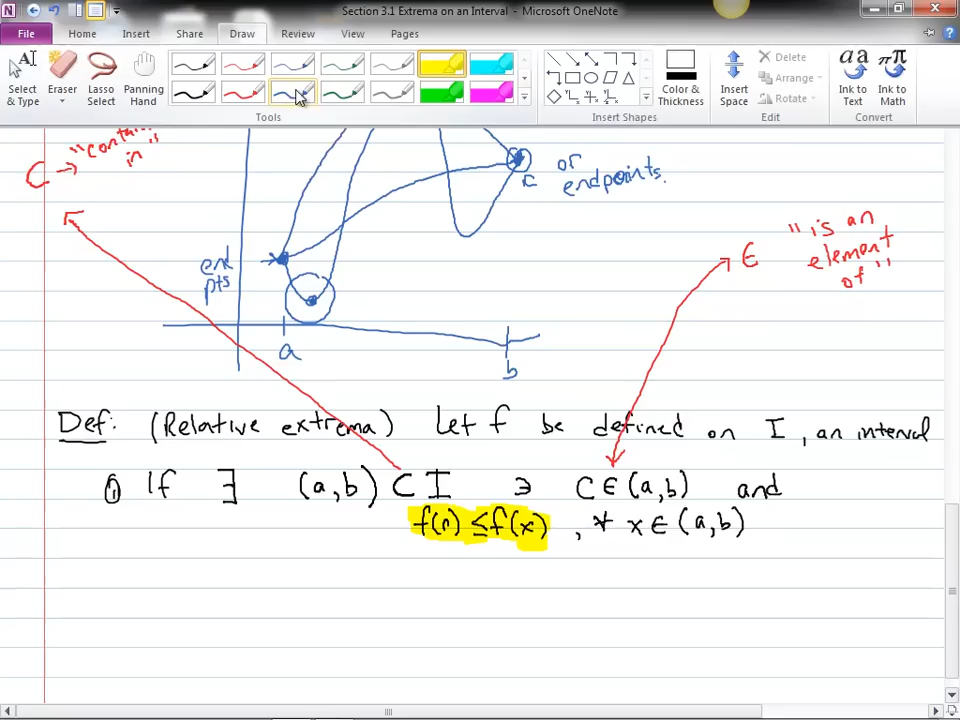 Section 3.1 Extrema on an Interval - Microsoft OneNote
File Home Insert Share Draw Review View Pages
Select & Type
Eraser
Lasso Select
Panning Hand
Tools
Insert Shapes
Color & Thickness
Insert Space
Delete
Arrange
Rotate
Edit
Ink to Text
Ink to Math
Convert
⊂ → "contain in"
or
endpoints.
c
end
pts
a
b
∈ "is an
element
of"
Def: (Relative extrema) Let f be defined on I, an interval
① If ∃ (a,b) ⊂ I ∋ C ∈ (a,b) and
≤ f(x) , ∀ x ∈ (a,b)